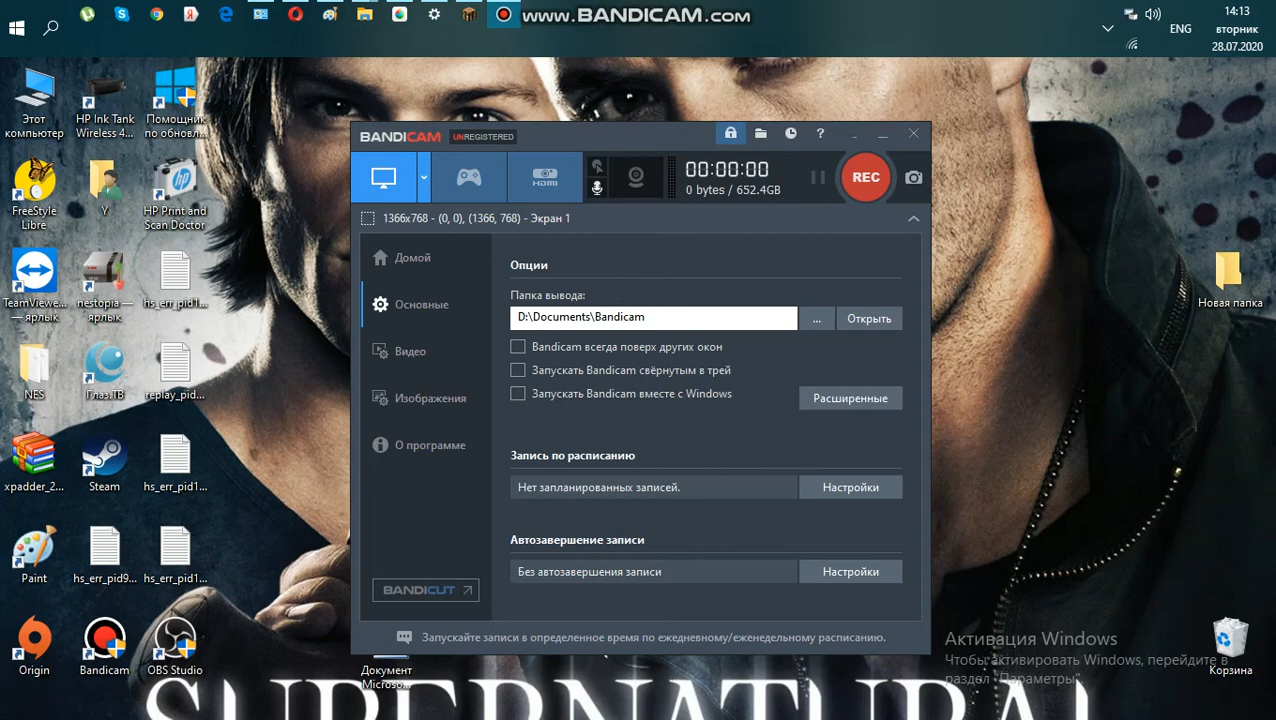 www.BANDICAM.com
14:13
ENG
вторник
28.07.2020
Этот компьютер
HP Ink Tank Wireless 4...
Помощник по обновл...
FreeStyle Libre
Y
HP Print and Scan Doctor
TeamViewe...
nestopia — ярлык
hs_err_pid1...
NES
Глаз.ТВ
replay_pid...
xpadder_2...
Steam
hs_err_pid1...
Paint
hs_err_pid9...
hs_err_pid1...
Origin
Bandicam
OBS Studio
Документ Microso...
Новая папка
Корзина
BANDICAM UNREGISTERED
HDMI
00:00:00
0 bytes / 652.4GB
REC
1366x768 - (0, 0), (1366, 768) - Экран 1
Домой
Основные
Видео
Изображения
О программе
BANDICUT
Опции
Папка вывода:
D:\Documents\Bandicam
...
Открыть
Bandicam всегда поверх других окон
Запускать Bandicam свёрнутым в трей
Запускать Bandicam вместе с Windows
Расширенные
Запись по расписанию
Нет запланированных записей.
Настройки
Автозавершение записи
Без автозавершения записи
Настройки
Запускайте записи в определенное время по ежедневному/еженедельному расписанию.
Активация Windows
Чтобы активировать Windows, перейдите в
раздел "Параметры".
SUPERNATURAL